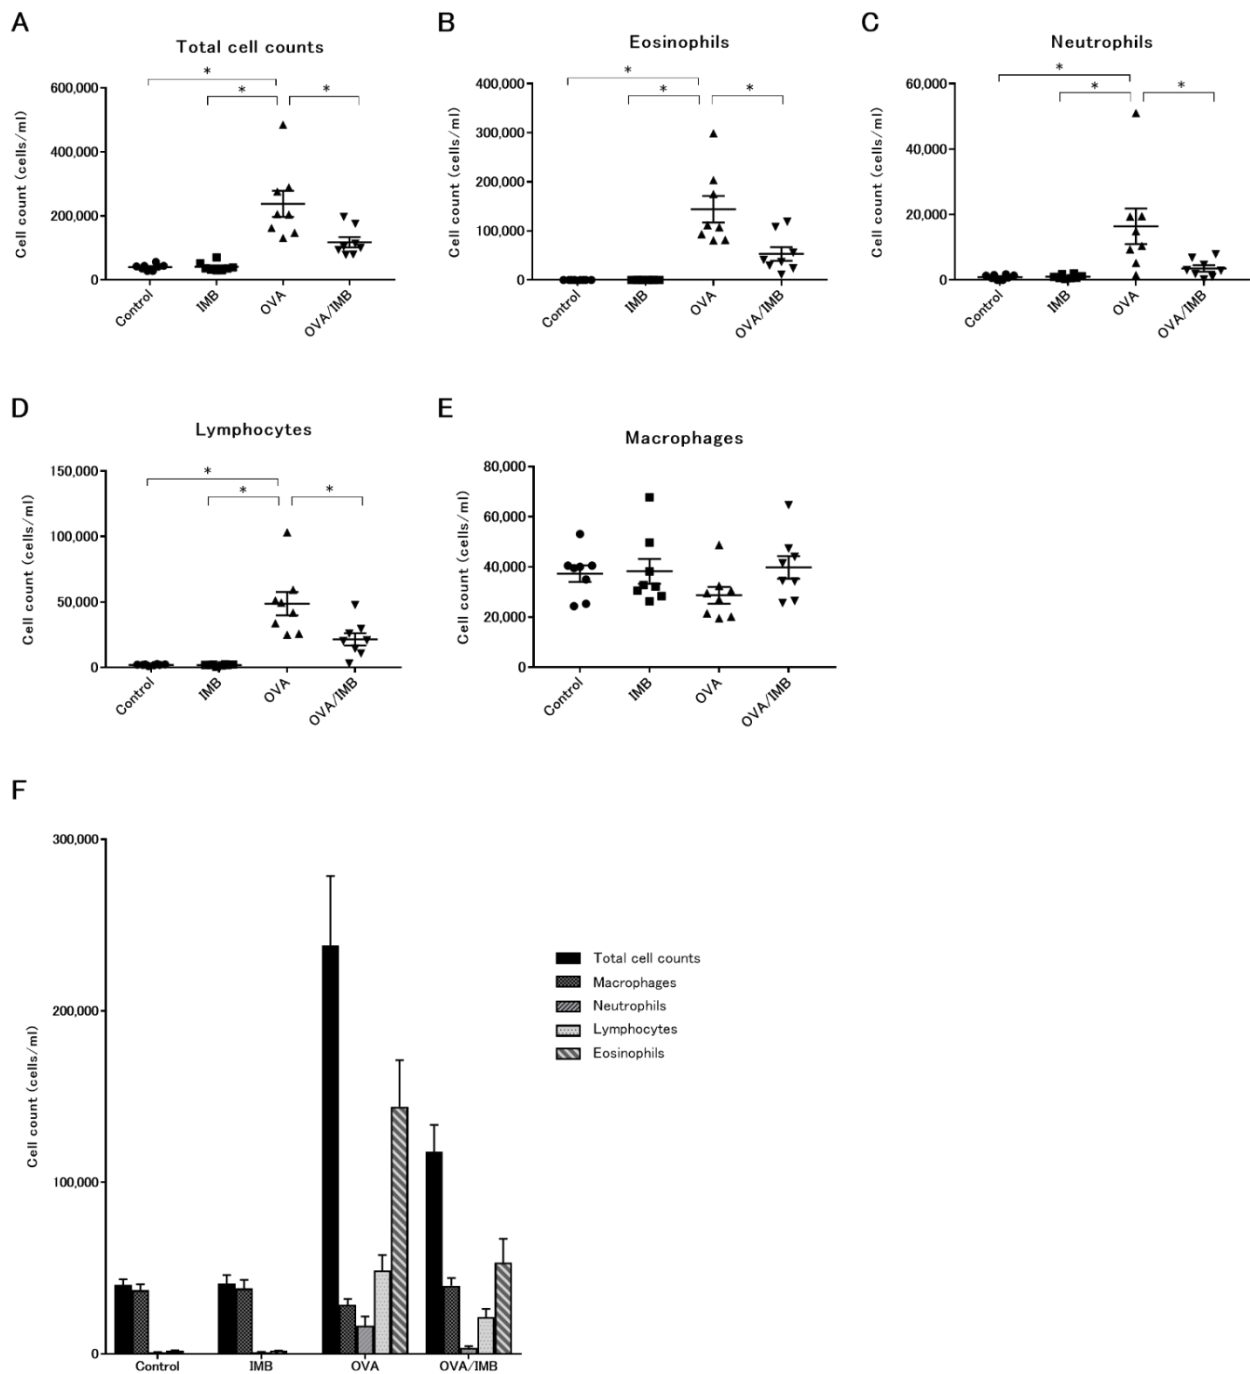 A
Total cell counts
Cell count (cells/ml)
600,000
400,000
200,000
0
*
*
*
Control
IMB
OVA
OVA/IMB
B
Eosinophils
Cell count (cells/ml)
400,000
300,000
200,000
100,000
0
*
*
*
Control
IMB
OVA
OVA/IMB
C
Neutrophils
Cell count (cells/ml)
60,000
40,000
20,000
0
*
*
*
Control
IMB
OVA
OVA/IMB
D
Lymphocytes
Cell count (cells/ml)
150,000
100,000
50,000
0
*
*
*
Control
IMB
OVA
OVA/IMB
E
Macrophages
Cell count (cells/ml)
80,000
60,000
40,000
20,000
0
Control
IMB
OVA
OVA/IMB
F
Cell count (cells/ml)
300,000
200,000
100,000
0
Control
IMB
OVA
OVA/IMB
Total cell counts
Macrophages
Neutrophils
Lymphocytes
Eosinophils